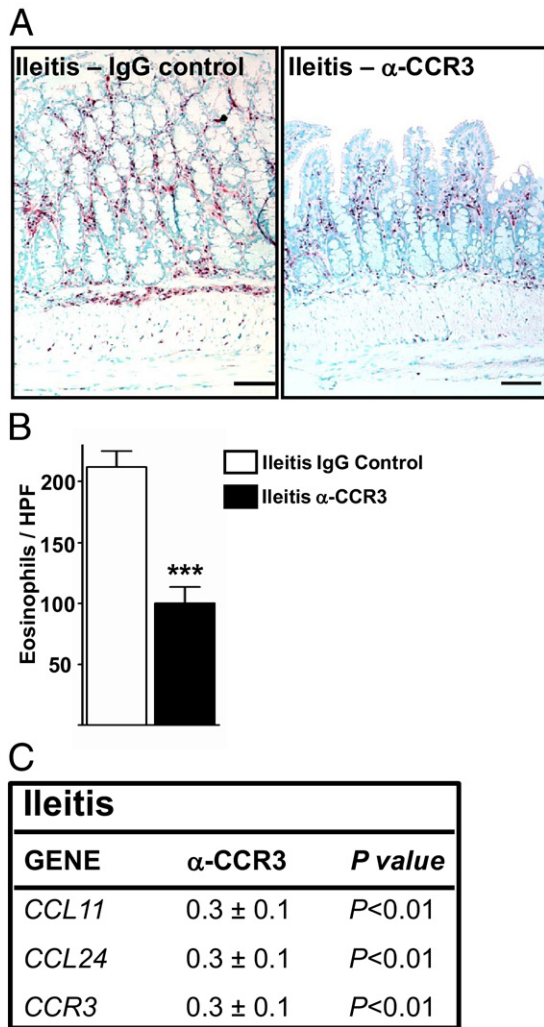 A
Ileitis – IgG control
Ileitis – α-CCR3
B
Eosinophils / HPF
200
150
100
50
***
Ileitis IgG Control
Ileitis α-CCR3
C
Ileitis
GENE α-CCR3 P value
CCL11 0.3 ± 0.1 P<0.01
CCL24 0.3 ± 0.1 P<0.01
CCR3 0.3 ± 0.1 P<0.01